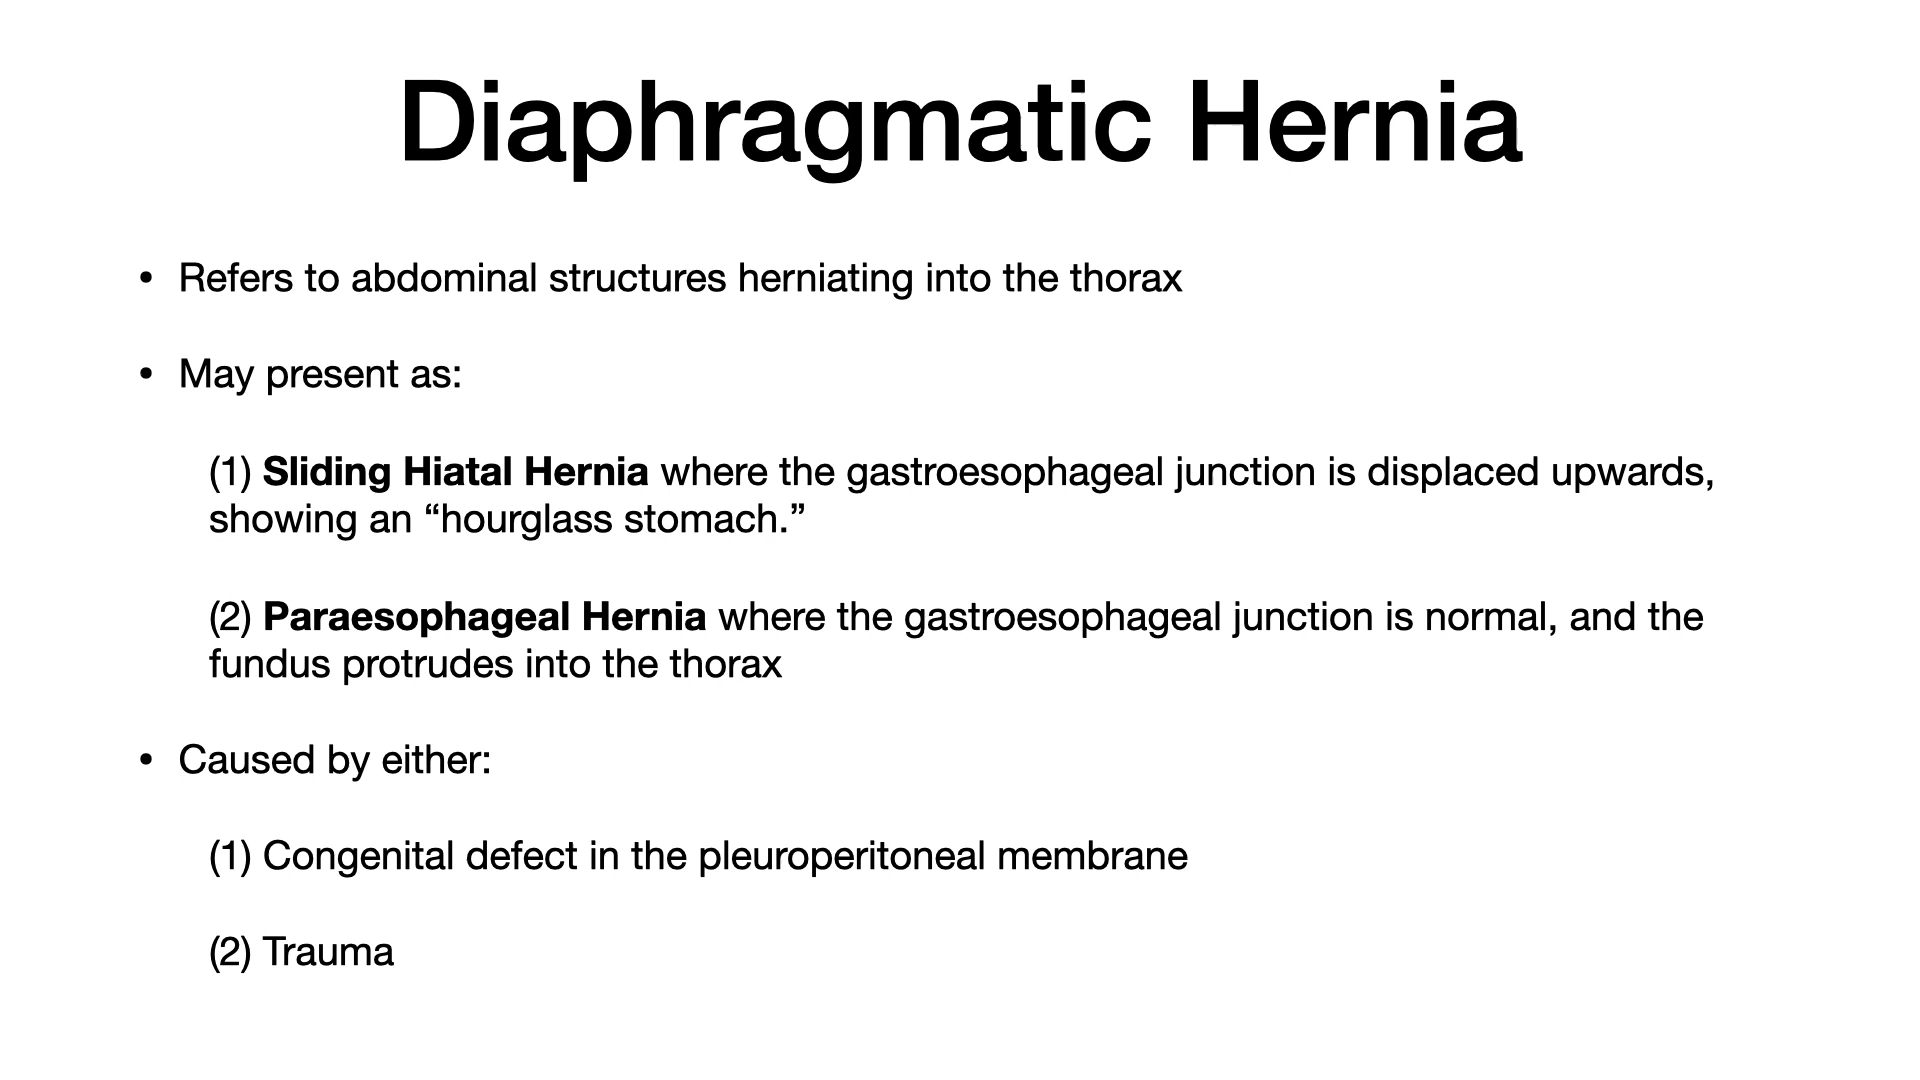 Diaphragmatic Hernia
• Refers to abdominal structures herniating into the thorax
• May present as:
(1) Sliding Hiatal Hernia where the gastroesophageal junction is displaced upwards,
showing an “hourglass stomach.”
(2) Paraesophageal Hernia where the gastroesophageal junction is normal, and the
fundus protrudes into the thorax
• Caused by either:
(1) Congenital defect in the pleuroperitoneal membrane
(2) Trauma